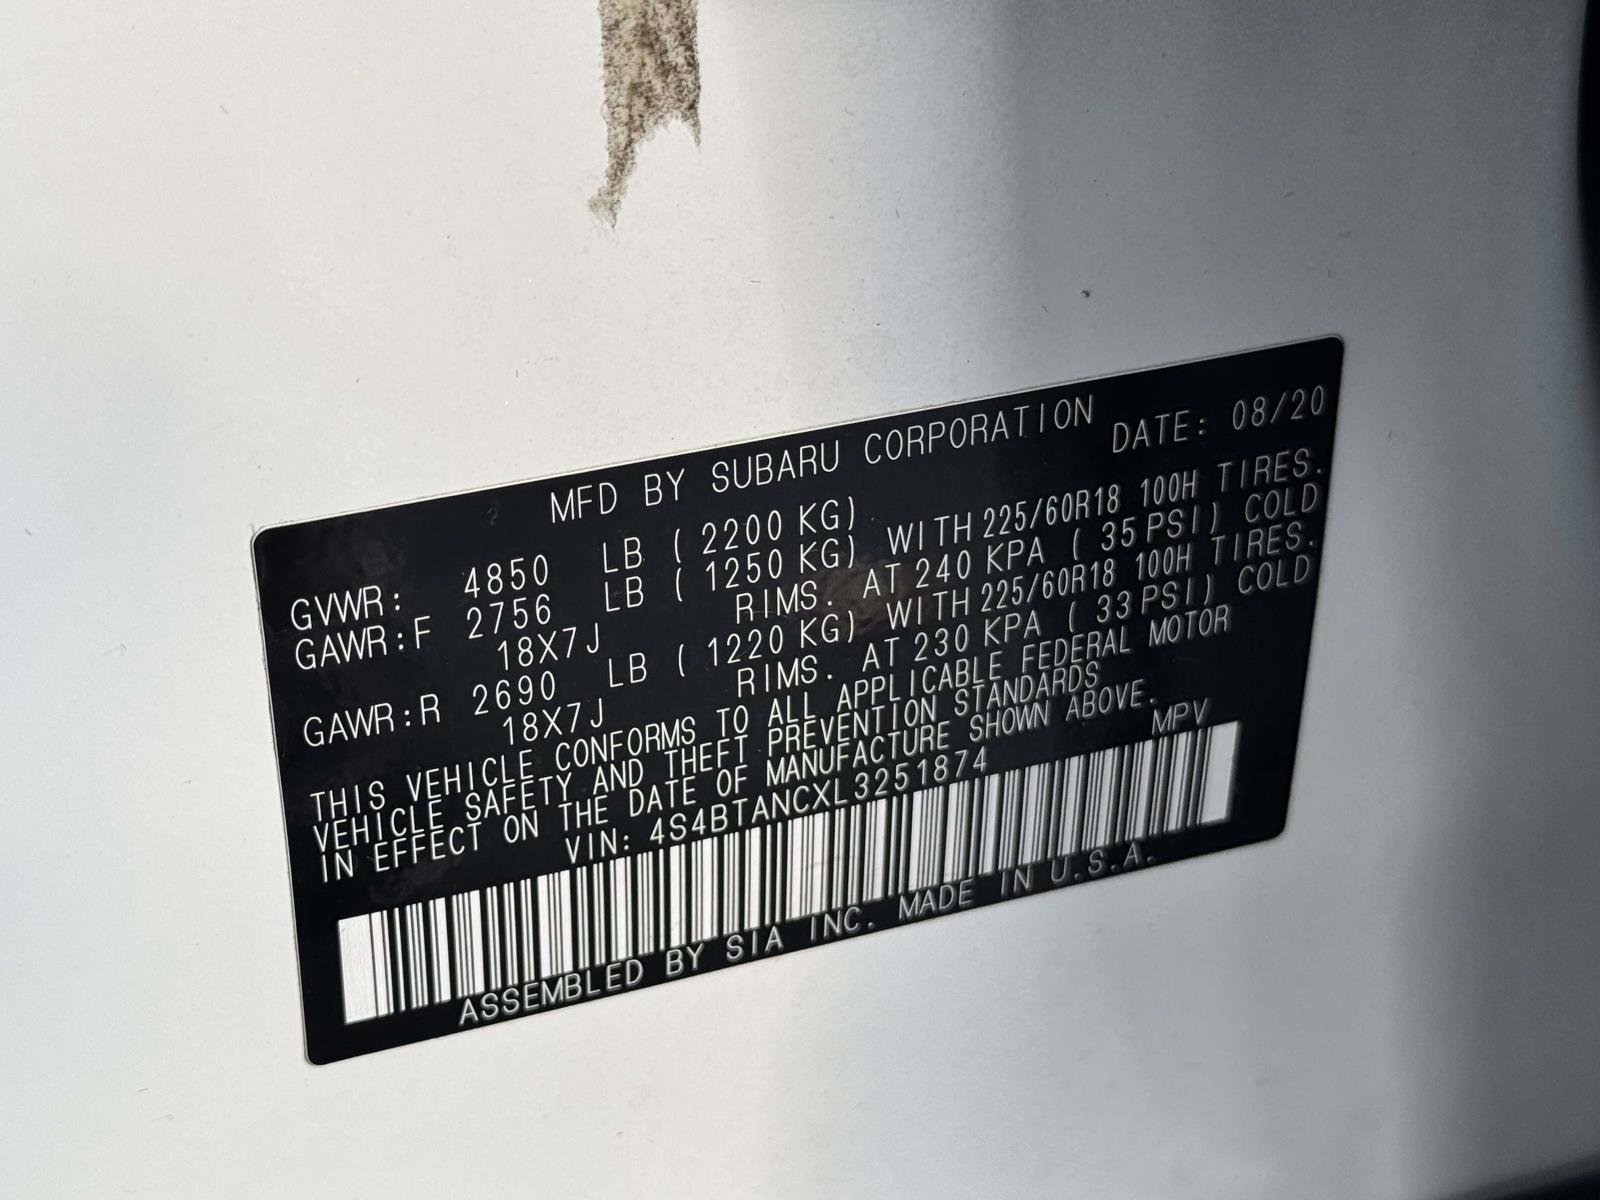 MFD BY SUBARU CORPORATION
DATE: 08/20
GVWR: 4850 LB ( 2200 KG)
GAWR:F 2756 LB ( 1250 KG) WITH 225/60R18 100H TIRES.
18X7J RIMS. AT 240 KPA ( 35 PSI) COLD
GAWR:R 2690 LB ( 1220 KG) WITH 225/60R18 100H TIRES.
18X7J RIMS. AT 230 KPA ( 33 PSI) COLD
THIS VEHICLE CONFORMS TO ALL APPLICABLE FEDERAL MOTOR
VEHICLE SAFETY AND THEFT PREVENTION STANDARDS
IN EFFECT ON THE DATE OF MANUFACTURE SHOWN ABOVE.
VIN: 4S4BTANCXL3251874 MPV
ASSEMBLED BY SIA INC. MADE IN U.S.A.